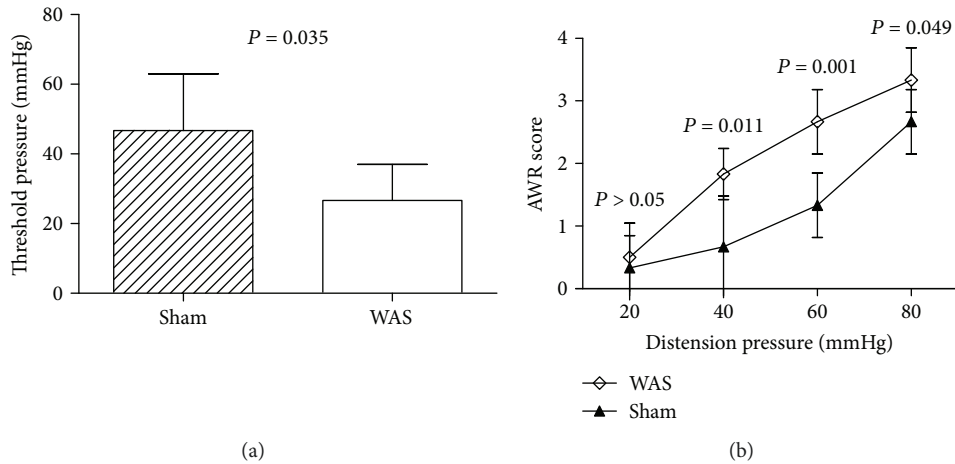 80
60
40
20
0
Threshold pressure (mmHg)
P = 0.035
Sham
WAS
(a)
4
3
2
1
0
AWR score
P > 0.05
P = 0.011
P = 0.001
P = 0.049
20
40
60
80
Distension pressure (mmHg)
WAS
Sham
(b)